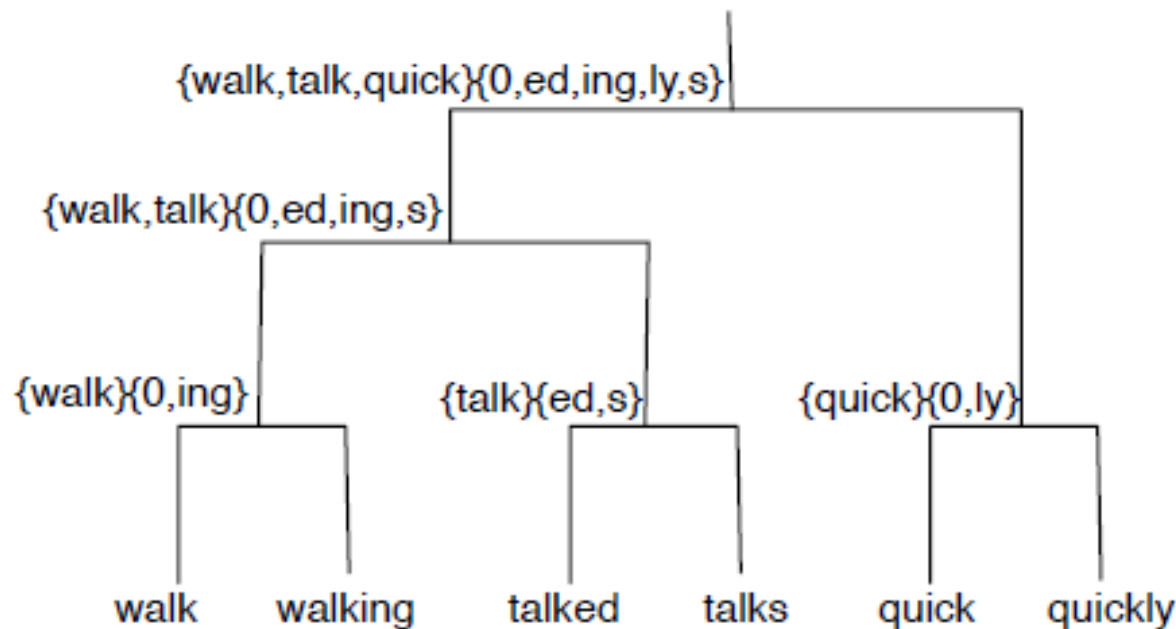 {walk,talk,quick}{0,ed,ing,ly,s}
{walk,talk}{0,ed,ing,s}
{walk}{0,ing} {talk}{ed,s} {quick}{0,ly}
walk walking talked talks quick quickly